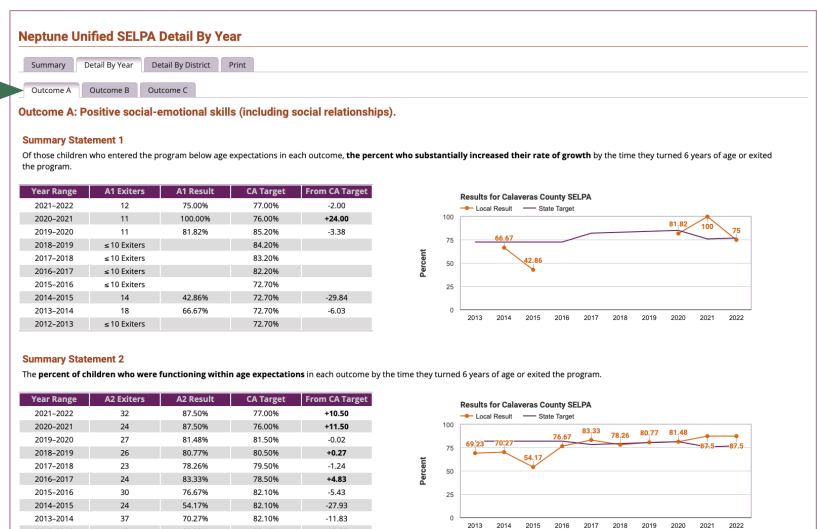 Neptune Unified SELPA Detail By Year
Summary Detail By Year Detail By District Print
Outcome A Outcome B Outcome C
Outcome A: Positive social-emotional skills (including social relationships).
Summary Statement 1
Of those children who entered the program below age expectations in each outcome, the percent who substantially increased their rate of growth by the time they turned 6 years of age or exited
the program.
Year Range A1 Exiters A1 Result CA Target From CA Target
2021–2022 12 75.00% 77.00% -2.00
2020–2021 11 100.00% 76.00% +24.00
2019–2020 11 81.82% 85.20% -3.38
2018–2019 ≤ 10 Exiters 84.20%
2017–2018 ≤ 10 Exiters 83.20%
2016–2017 ≤ 10 Exiters 82.20%
2015–2016 ≤ 10 Exiters 72.70%
2014–2015 14 42.86% 72.70% -29.84
2013–2014 18 66.67% 72.70% -6.03
2012–2013 ≤ 10 Exiters 72.70%
Results for Calaveras County SELPA
Local Result State Target
Percent
100
75
50
25
0
66.67 42.86 81.82 100 75
2013 2014 2015 2016 2017 2018 2019 2020 2021 2022
Summary Statement 2
The percent of children who were functioning within age expectations in each outcome by the time they turned 6 years of age or exited the program.
Year Range A2 Exiters A2 Result CA Target From CA Target
2021–2022 32 87.50% 77.00% +10.50
2020–2021 24 87.50% 76.00% +11.50
2019–2020 27 81.48% 81.50% -0.02
2018–2019 26 80.77% 80.50% +0.27
2017–2018 23 78.26% 79.50% -1.24
2016–2017 24 83.33% 78.50% +4.83
2015–2016 30 76.67% 82.10% -5.43
2014–2015 24 54.17% 82.10% -27.93
2013–2014 37 70.27% 82.10% -11.83
Results for Calaveras County SELPA
Local Result State Target
Percent
100
75
50
25
0
69.23 70.27 54.17 76.67 83.33 78.26 80.77 81.48 87.5 87.5
2013 2014 2015 2016 2017 2018 2019 2020 2021 2022